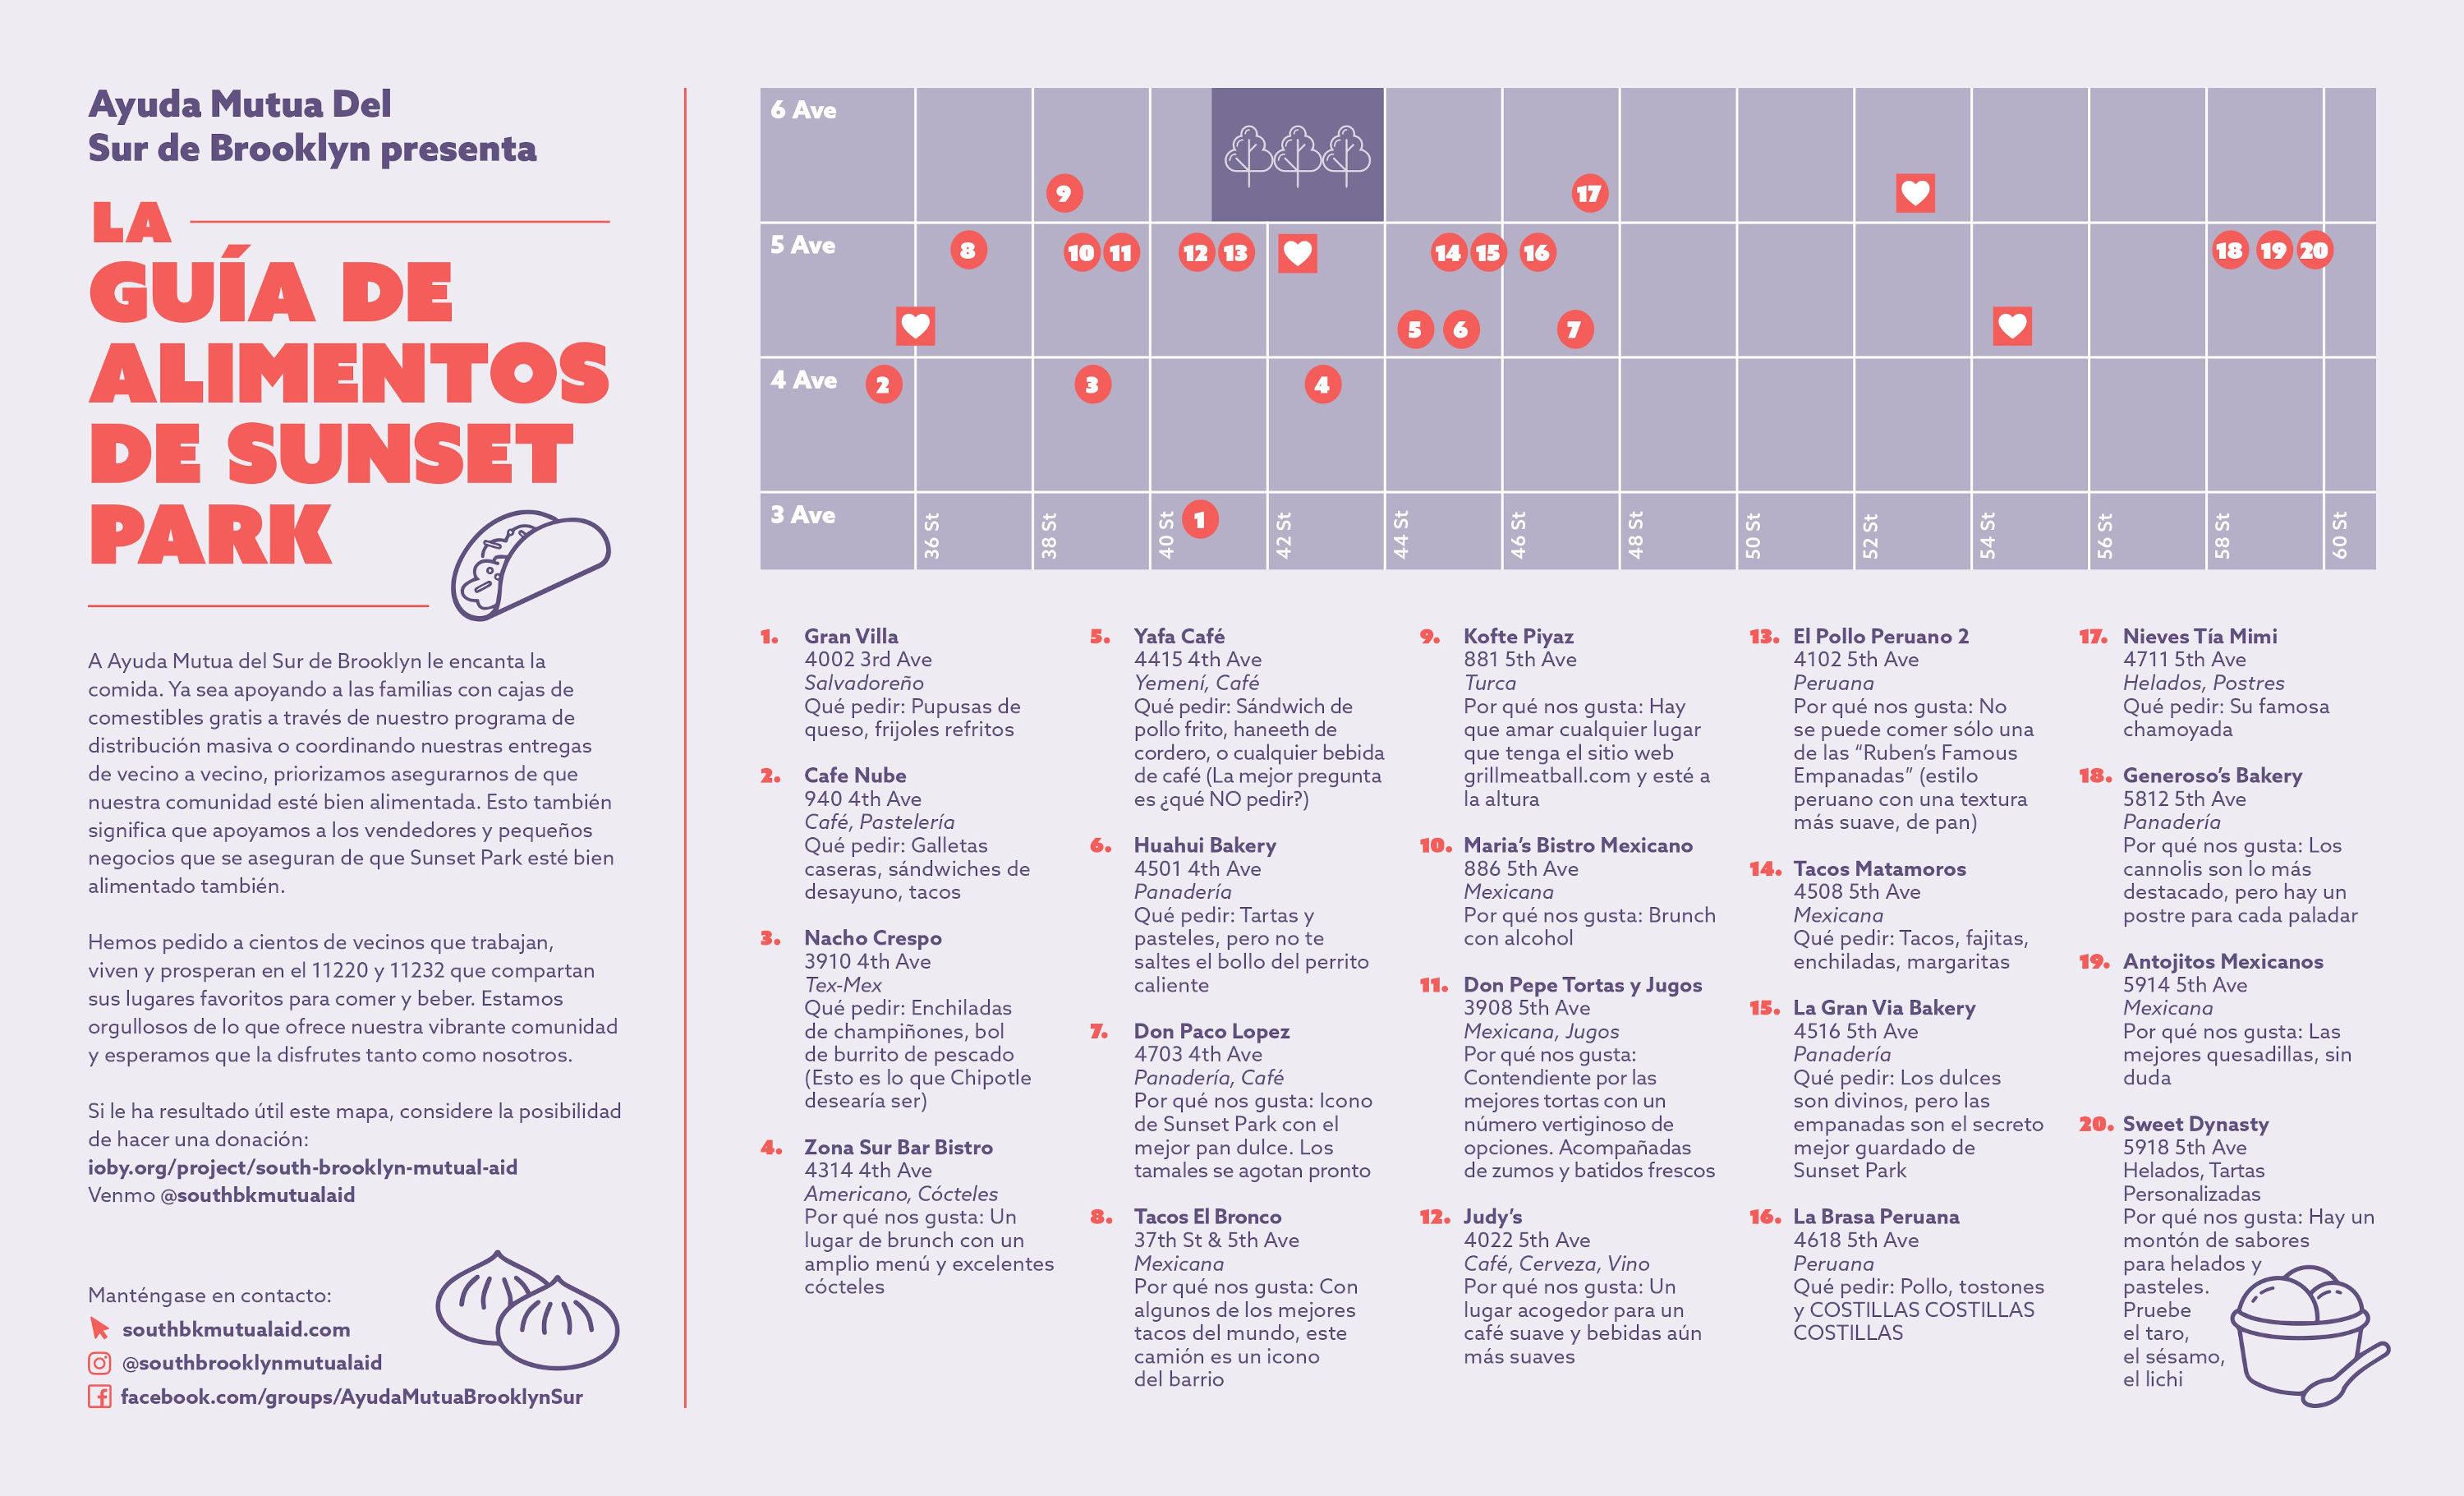 Ayuda Mutua Del
Sur de Brooklyn presenta
LA
GUÍA DE
ALIMENTOS
DE SUNSET
PARK
A Ayuda Mutua del Sur de Brooklyn le encanta la
comida. Ya sea apoyando a las familias con cajas de
comestibles gratis a través de nuestro programa de
distribución masiva o coordinando nuestras entregas
de vecino a vecino, priorizamos asegurarnos de que
nuestra comunidad esté bien alimentada. Esto también
significa que apoyamos a los vendedores y pequeños
negocios que se aseguran de que Sunset Park esté bien
alimentado también.
Hemos pedido a cientos de vecinos que trabajan,
viven y prosperan en el 11220 y 11232 que compartan
sus lugares favoritos para comer y beber. Estamos
orgullosos de lo que ofrece nuestra vibrante comunidad
y esperamos que la disfrutes tanto como nosotros.
Si le ha resultado útil este mapa, considere la posibilidad
de hacer una donación:
ioby.org/project/south-brooklyn-mutual-aid
Venmo @southbkmutualaid
Manténgase en contacto:
southbkmutualaid.com
@southbrooklynmutualaid
facebook.com/groups/AyudaMutuaBrooklynSur
6 Ave
9
17
5 Ave
8
10
11
12
13
14
15
16
18
19
20
5
6
7
4 Ave
2
3
4
3 Ave
1
36 St
38 St
40 St
42 St
44 St
46 St
48 St
50 St
52 St
54 St
56 St
58 St
60 St
1. Gran Villa
4002 3rd Ave
Salvadoreño
Qué pedir: Pupusas de
queso, frijoles refritos
2. Cafe Nube
940 4th Ave
Café, Pastelería
Qué pedir: Galletas
caseras, sándwiches de
desayuno, tacos
3. Nacho Crespo
3910 4th Ave
Tex-Mex
Qué pedir: Enchiladas
de champiñones, bol
de burrito de pescado
(Esto es lo que Chipotle
desearía ser)
4. Zona Sur Bar Bistro
4314 4th Ave
Americano, Cócteles
Por qué nos gusta: Un
lugar de brunch con un
amplio menú y excelentes
cócteles
5. Yafa Café
4415 4th Ave
Yemení, Café
Qué pedir: Sándwich de
pollo frito, haneeth de
cordero, o cualquier bebida
de café (La mejor pregunta
es ¿qué NO pedir?)
6. Huahui Bakery
4501 4th Ave
Panadería
Qué pedir: Tartas y
pasteles, pero no te
saltes el bollo del perrito
caliente
7. Don Paco Lopez
4703 4th Ave
Panadería, Café
Por qué nos gusta: Icono
de Sunset Park con el
mejor pan dulce. Los
tamales se agotan pronto
8. Tacos El Bronco
37th St & 5th Ave
Mexicana
Por qué nos gusta: Con
algunos de los mejores
tacos del mundo, este
camión es un icono
del barrio
9. Kofte Piyaz
881 5th Ave
Turca
Por qué nos gusta: Hay
que amar cualquier lugar
que tenga el sitio web
grillmeatball.com y esté a
la altura
10. Maria's Bistro Mexicano
886 5th Ave
Mexicana
Por qué nos gusta: Brunch
con alcohol
11. Don Pepe Tortas y Jugos
3908 5th Ave
Mexicana, Jugos
Por qué nos gusta:
Contendiente por las
mejores tortas con un
número vertiginoso de
opciones. Acompañadas
de zumos y batidos frescos
12. Judy's
4022 5th Ave
Café, Cerveza, Vino
Por qué nos gusta: Un
lugar acogedor para un
café suave y bebidas aún
más suaves
13. El Pollo Peruano 2
4102 5th Ave
Peruana
Por qué nos gusta: No
se puede comer sólo una
de las “Ruben's Famous
Empanadas” (estilo
peruano con una textura
más suave, de pan)
14. Tacos Matamoros
4508 5th Ave
Mexicana
Qué pedir: Tacos, fajitas,
enchiladas, margaritas
15. La Gran Via Bakery
4516 5th Ave
Panadería
Qué pedir: Los dulces
son divinos, pero las
empanadas son el secreto
mejor guardado de
Sunset Park
16. La Brasa Peruana
4618 5th Ave
Peruana
Qué pedir: Pollo, tostones
y COSTILLAS COSTILLAS
COSTILLAS
17. Nieves Tía Mimi
4711 5th Ave
Helados, Postres
Qué pedir: Su famosa
chamoyada
18. Generoso's Bakery
5812 5th Ave
Panadería
Por qué nos gusta: Los
cannolis son lo más
destacado, pero hay un
postre para cada paladar
19. Antojitos Mexicanos
5914 5th Ave
Mexicana
Por qué nos gusta: Las
mejores quesadillas, sin
duda
20. Sweet Dynasty
5918 5th Ave
Helados, Tartas
Personalizadas
Por qué nos gusta: Hay un
montón de sabores
para helados y
pasteles.
Pruebe
el taro,
el sésamo,
el lichi